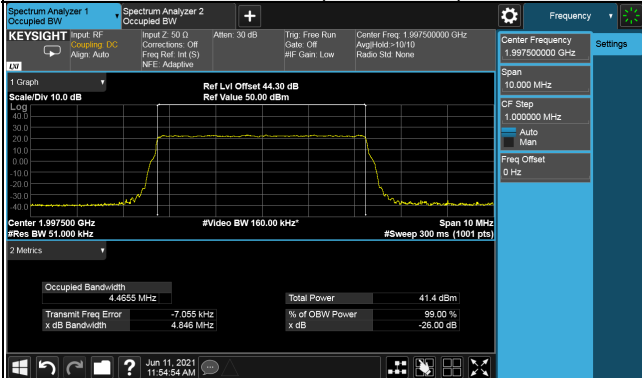 Spectrum Analyzer 1
Occupied BW
Spectrum Analyzer 2
Occupied BW
+
Frequency
KEYSIGHT
Input: RF
Coupling: DC
Align: Auto
Input Z: 50 Ω
Corrections: Off
Freq Ref: Int (S)
NFE: Adaptive
Atten: 30 dB
Trig: Free Run
Gate: Off
#IF Gain: Low
Center Freq: 1.997500000 GHz
Avg|Hold:>10/10
Radio Std: None
LXI
Center Frequency
1.997500000 GHz
Settings
Span
10.000 MHz
CF Step
1.000000 MHz
Auto
Man
Freq Offset
0 Hz
1 Graph
Scale/Div 10.0 dB
Ref Lvl Offset 44.30 dB
Ref Value 50.00 dBm
Log
40.0
30.0
20.0
10.0
0.00
-10.0
-20.0
-30.0
-40.0
Center 1.997500 GHz
#Video BW 160.00 kHz*
Span 10 MHz
#Res BW 51.000 kHz
#Sweep 300 ms (1001 pts)
2 Metrics
Occupied Bandwidth
4.4655 MHz
Total Power 41.4 dBm
Transmit Freq Error -7.055 kHz
% of OBW Power 99.00 %
x dB Bandwidth 4.846 MHz
x dB -26.00 dB
?
Jun 11, 2021
11:54:54 AM